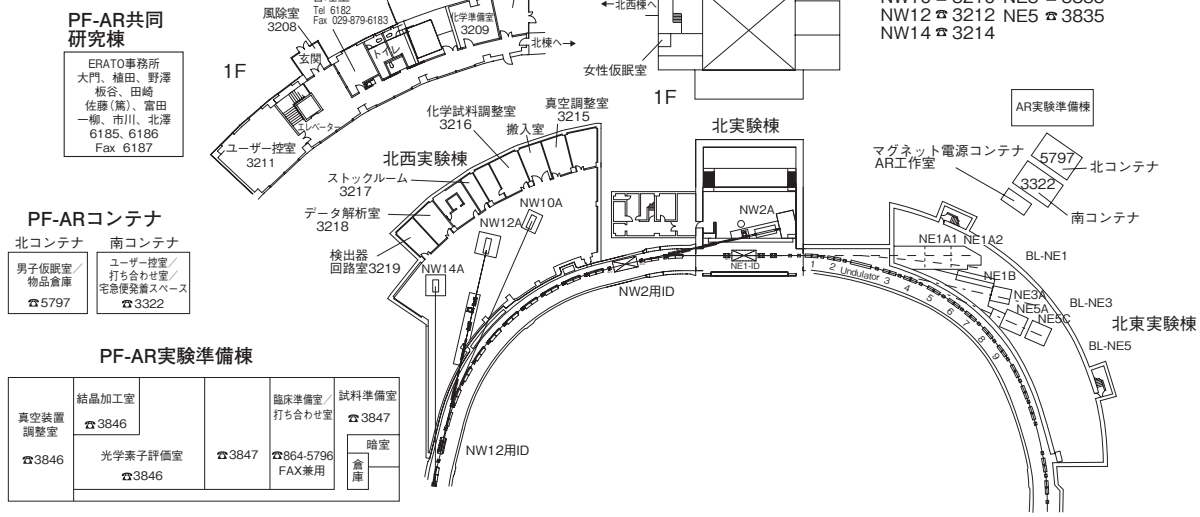 PF-AR共同
研究棟
ERATO事務所
大門、植田、野澤
板谷、田崎
佐藤(篤)、富田
一柳、市川、北澤
6185、6186
Fax 6187
1F
風除室
3208
Tel 6182
Fax 029-879-6183
玄関
トイレ
化学準備室
3209
北棟へ→
エレベーター
ユーザー控室
3211
←北西棟へ
女性仮眠室
1F
NW12 ☎ 3212 NE5 ☎ 3835
NW14 ☎ 3214
PF-ARコンテナ
北コンテナ
男子仮眠室/
物品倉庫
☎5797
南コンテナ
ユーザー控室/
打ち合わせ室/
宅急便発着スペース
☎3322
北西実験棟
化学試料調整室
3216
搬入室
真空調整室
3215
ストックルーム
3217
データ解析室
3218
検出器
回路室3219
NW10A
NW12A
NW14A
北実験棟
NW2A
NE1-ID
NW2用ID
NW12用ID
1 2 Undulator 3 4 5 6 7 8 9
AR実験準備棟
マグネット電源コンテナ
AR工作室
5797
北コンテナ
3322
南コンテナ
NE1A1 NE1A2
BL-NE1
NE1B
NE3A
BL-NE3
NE5A
NE5C
北東実験棟
BL-NE5
PF-AR実験準備棟
真空装置
調整室
☎3846
結晶加工室
☎3846
光学素子評価室
☎3846
☎3847
臨床準備室/
打ち合わせ室
☎864-5796
FAX兼用
試料準備室
☎3847
暗室
倉庫